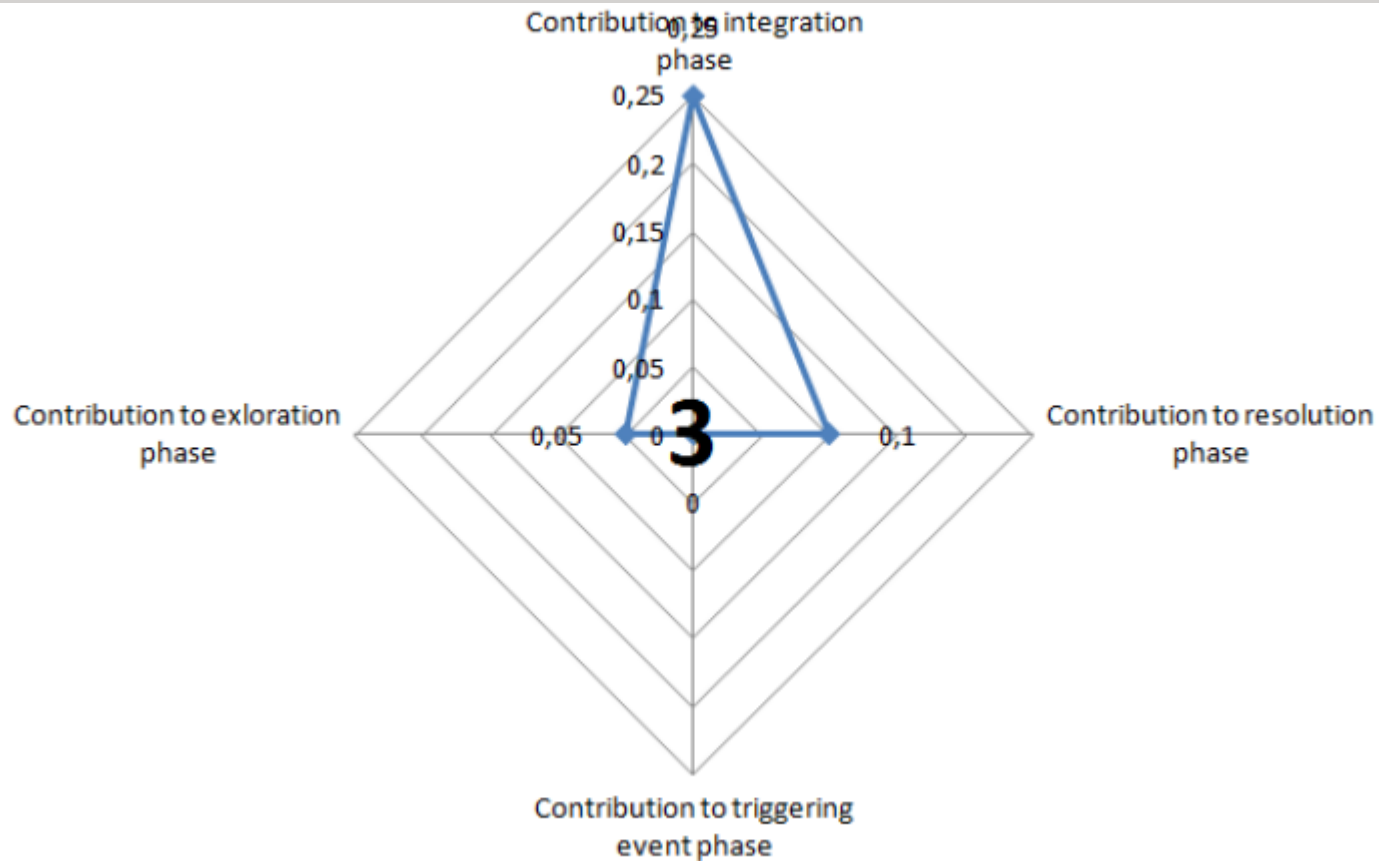 Contribution to integration
0,25
phase
0,25
0,2
0,15
0,1
0,05
Contribution to exloration
phase
0,05
0
3
0,1
Contribution to resolution
phase
0
Contribution to triggering
event phase